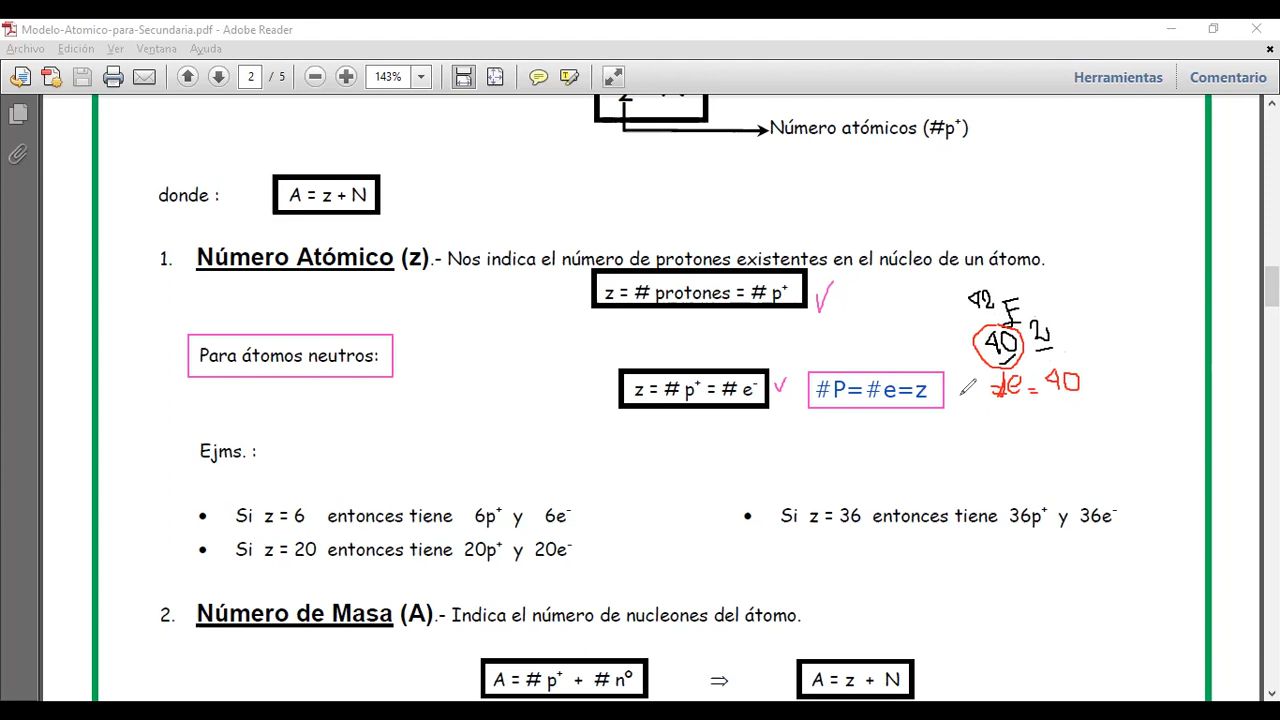 Modelo-Atomico-para-Secundaria.pdf - Adobe Reader
Archivo Edición Ver Ventana Ayuda
2 / 5 143% Herramientas Comentario
Número atómicos (#p⁺)
donde : A = z + N
1. Número Atómico (z).- Nos indica el número de protones existentes en el núcleo de un átomo.
z = # protones = # p⁺
42
40
Para átomos neutros:
z = # p⁺ = # e⁻ #P=#e=z e = 40
Ejms. :
• Si z = 6 entonces tiene 6p⁺ y 6e⁻ • Si z = 36 entonces tiene 36p⁺ y 36e⁻
• Si z = 20 entonces tiene 20p⁺ y 20e⁻
2. Número de Masa (A).- Indica el número de nucleones del átomo.
A = # p⁺ + # n° ⇒ A = z + N